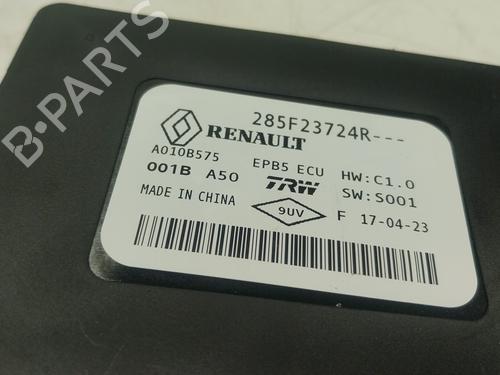 B-PARTS
285F23724R---
RENAULT
A010B575 EPB5 ECU HW:C1.0
001B A50 TRW SW:S001
MADE IN CHINA 9UV F 17-04-23